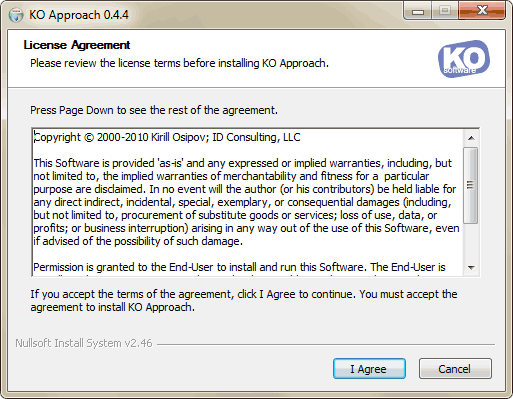 KO Approach 0.4.4
License Agreement
Please review the license terms before installing KO Approach.
KO
software
Press Page Down to see the rest of the agreement.
Copyright © 2000-2010 Kirill Osipov; ID Consulting, LLC
This Software is provided 'as-is' and any expressed or implied warranties, including, but
not limited to, the implied warranties of merchantability and fitness for a particular
purpose are disclaimed. In no event will the author (or his contributors) be held liable for
any direct, indirect, incidental, special, exemplary, or consequential damages (including,
but not limited to, procurement of substitute goods or services; loss of use, data, or
profits; or business interruption) arising in any way out of the use of this Software, even
if advised of the possibility of such damage.
Permission is granted to the End-User to install and run this Software. The End-User is
If you accept the terms of the agreement, click I Agree to continue. You must accept the
agreement to install KO Approach.
Nullsoft Install System v2.46
I Agree
Cancel